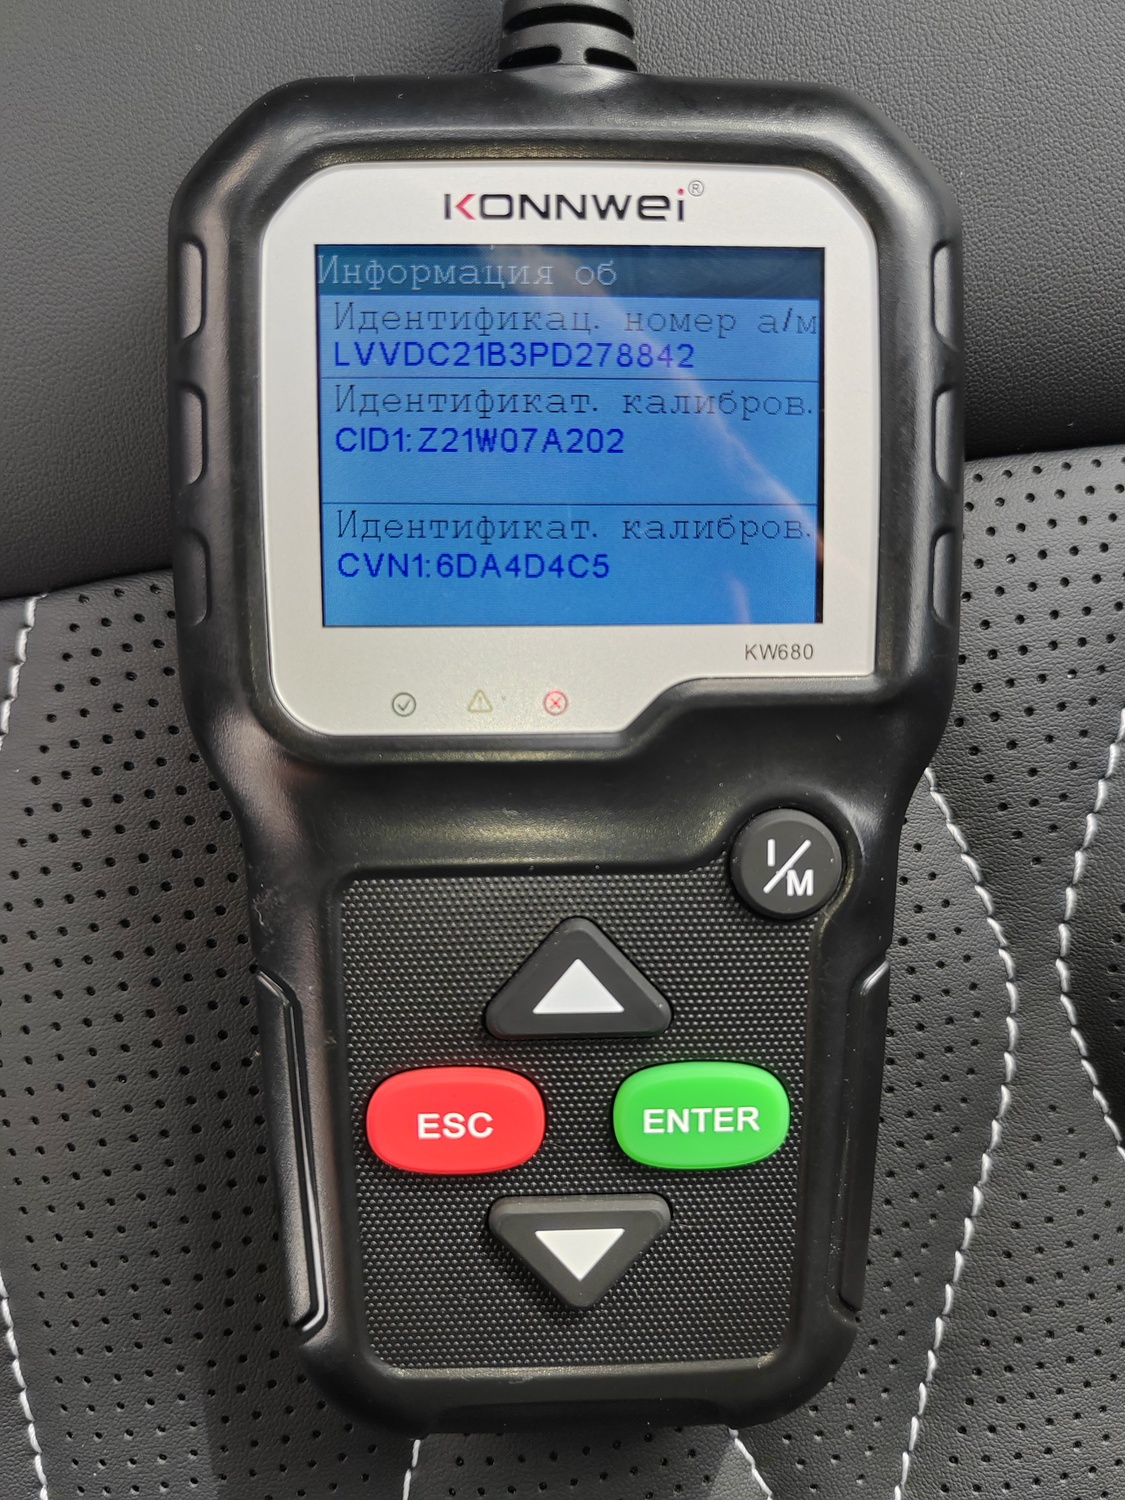 KONNWEI®
Информация об
Идентификац. номер а/м
LVVDC21B3PD278842
Идентификат. калибров.
CID1:Z21W07A202
Идентификат. калибров.
CVN1:6DA4D4C5
KW680
I/M
ESC
ENTER